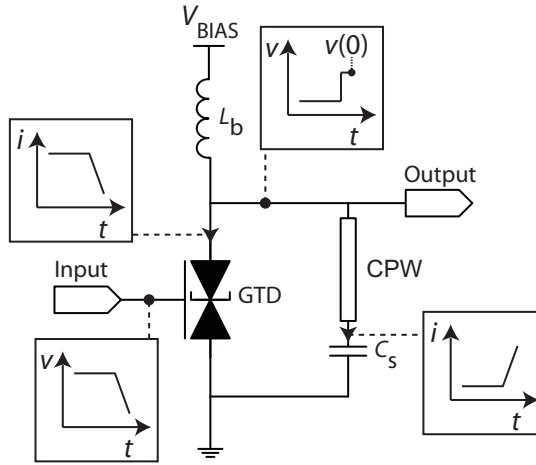 V_BIAS
v
v(0)
t
L_b
i
t
Output
Input
GTD
CPW
C_s
v
t
i
t